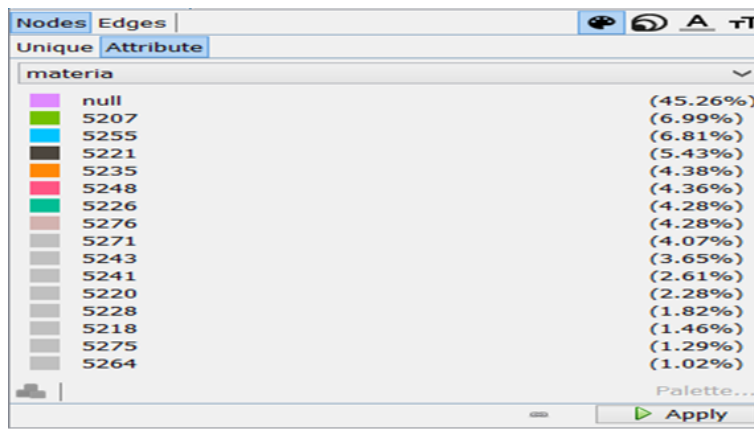 Nodes Edges
Unique Attribute
materia
null (45.26%)
5207 (6.99%)
5255 (6.81%)
5221 (5.43%)
5235 (4.38%)
5248 (4.36%)
5226 (4.28%)
5276 (4.28%)
5271 (4.07%)
5243 (3.65%)
5241 (2.61%)
5220 (2.28%)
5228 (1.82%)
5218 (1.46%)
5275 (1.29%)
5264 (1.02%)
Palette...
Apply